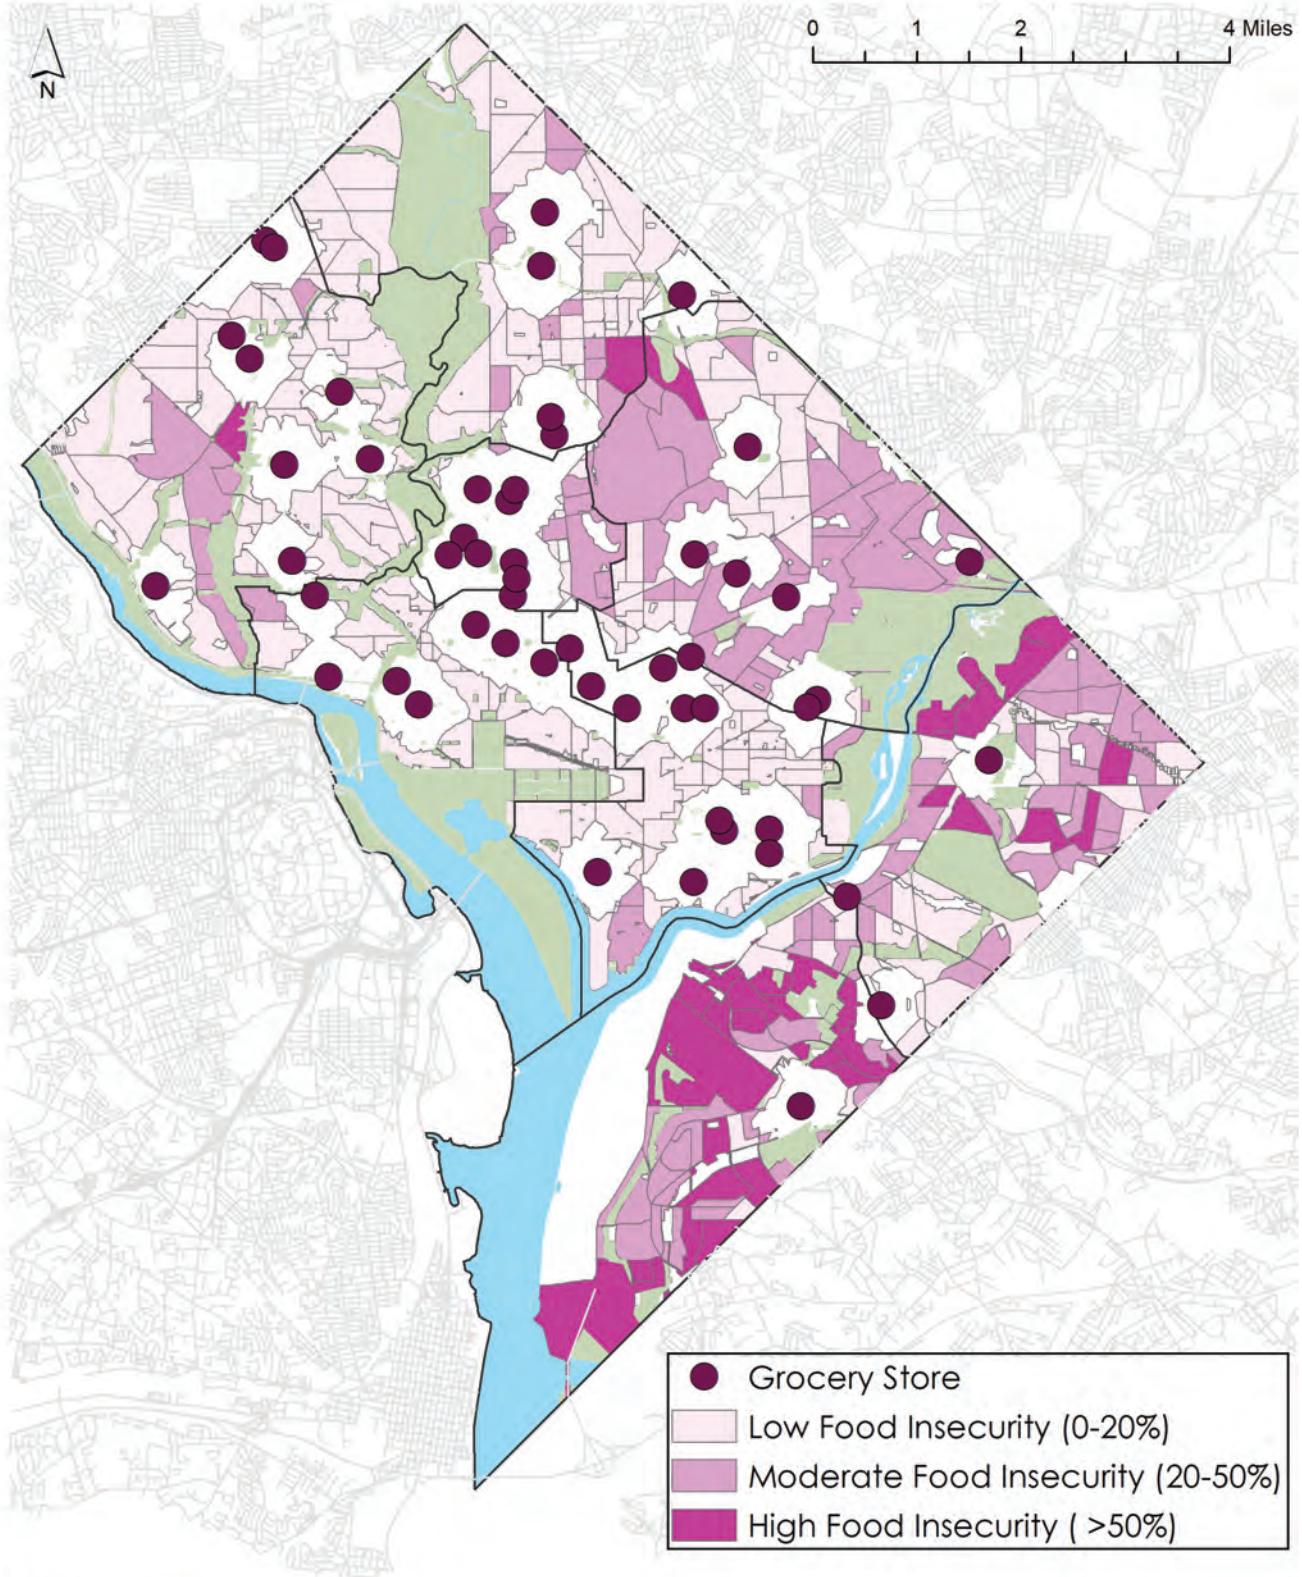 0 1 2 4 Miles
N
Grocery Store
Low Food Insecurity (0-20%)
Moderate Food Insecurity (20-50%)
High Food Insecurity ( >50%)